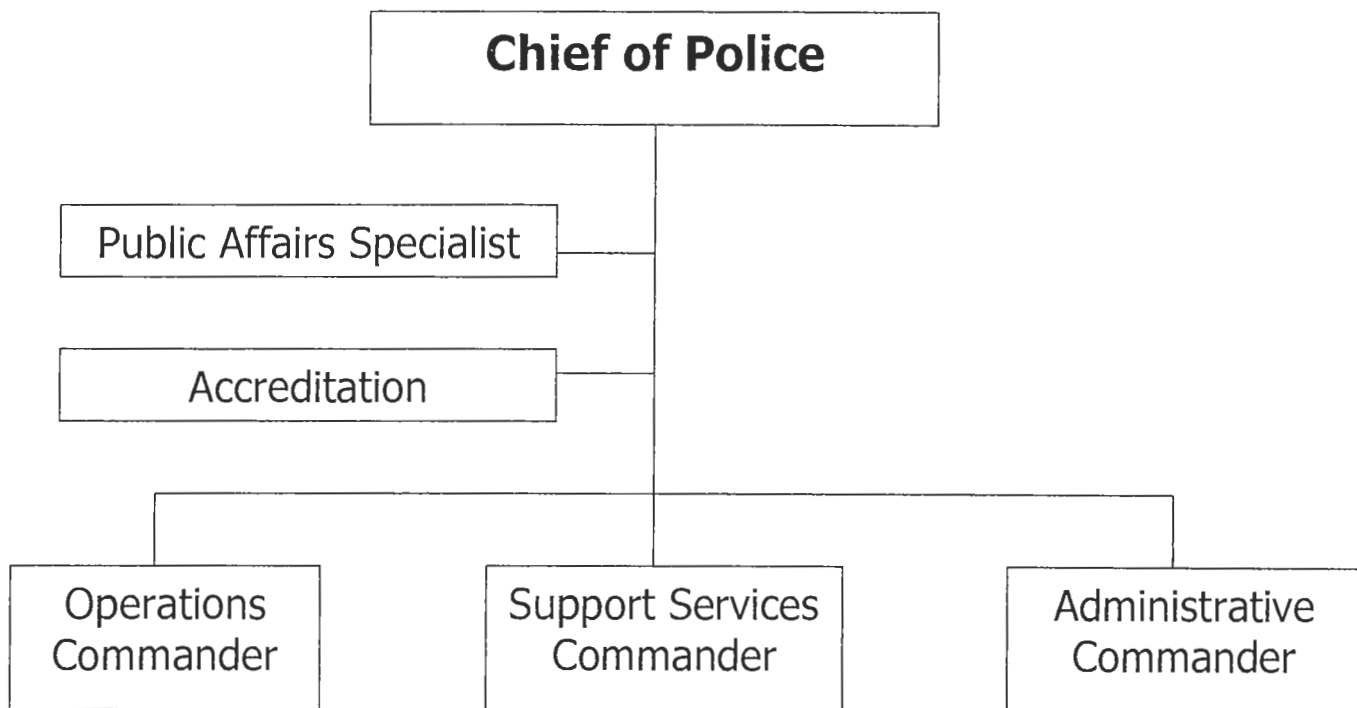 Chief of Police
Public Affairs Specialist
Accreditation
Operations
Commander
Support Services
Commander
Administrative
Commander